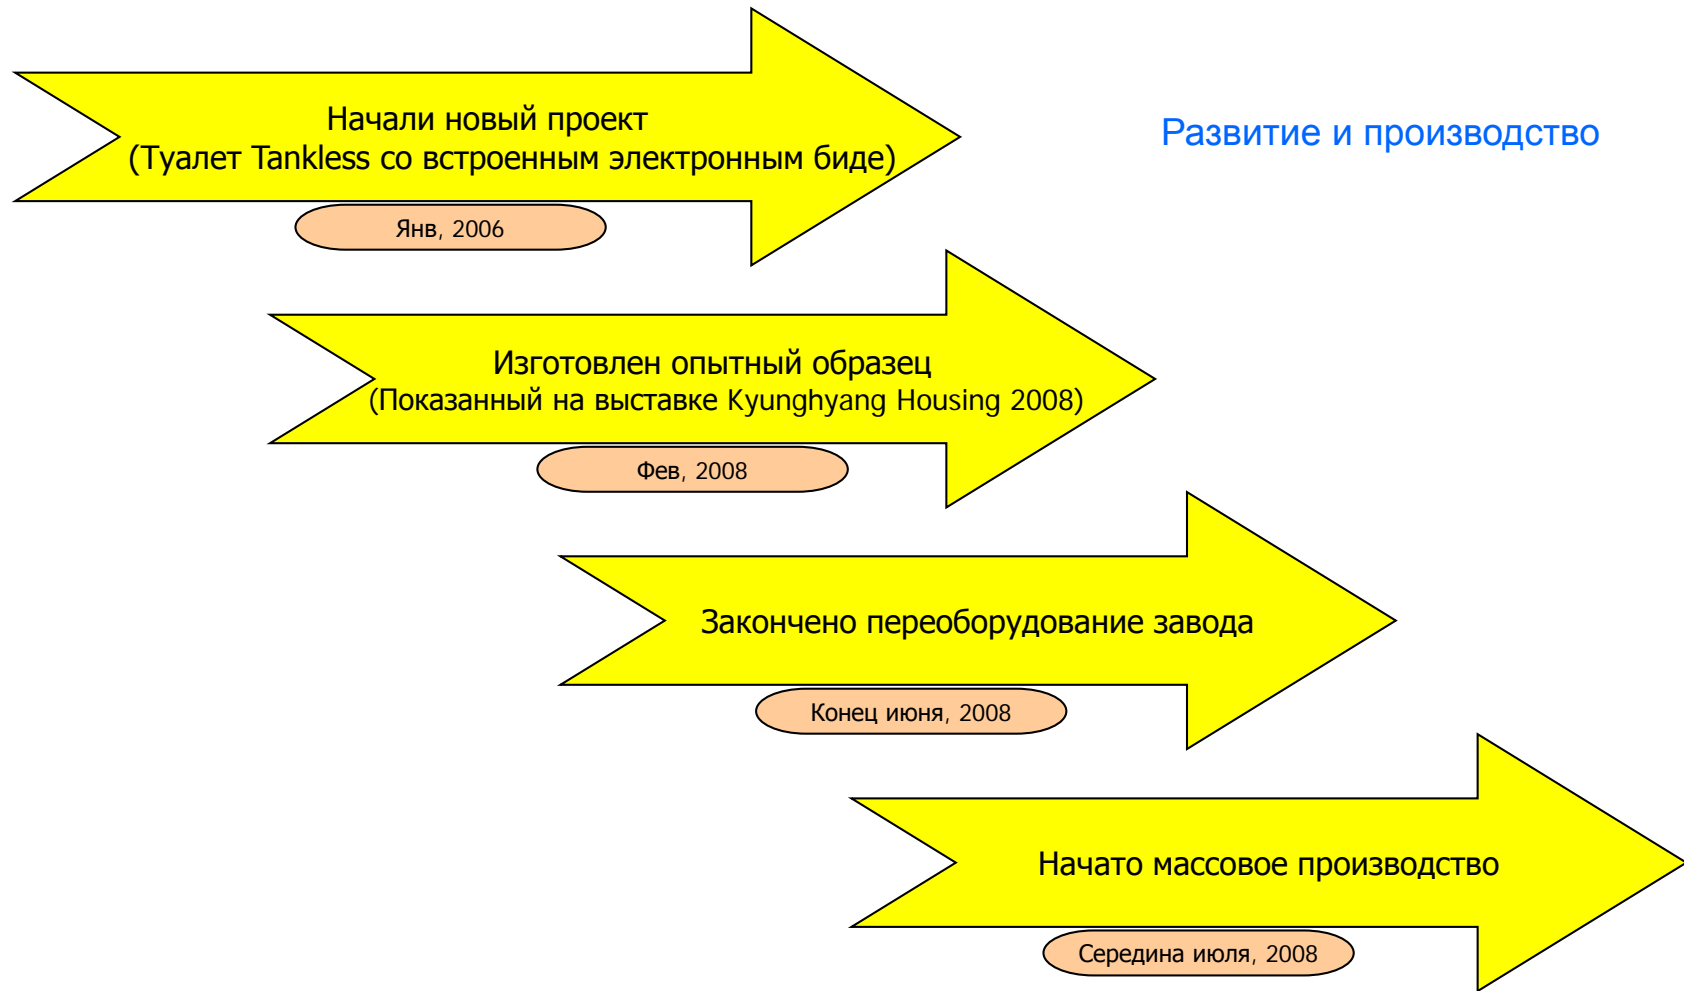 Начали новый проект
(Туалет Tankless со встроенным электронным биде)
Развитие и производство
Янв, 2006
Изготовлен опытный образец
(Показанный на выставке Kyunghyang Housing 2008)
Фев, 2008
Закончено переоборудование завода
Конец июня, 2008
Начато массовое производство
Середина июля, 2008